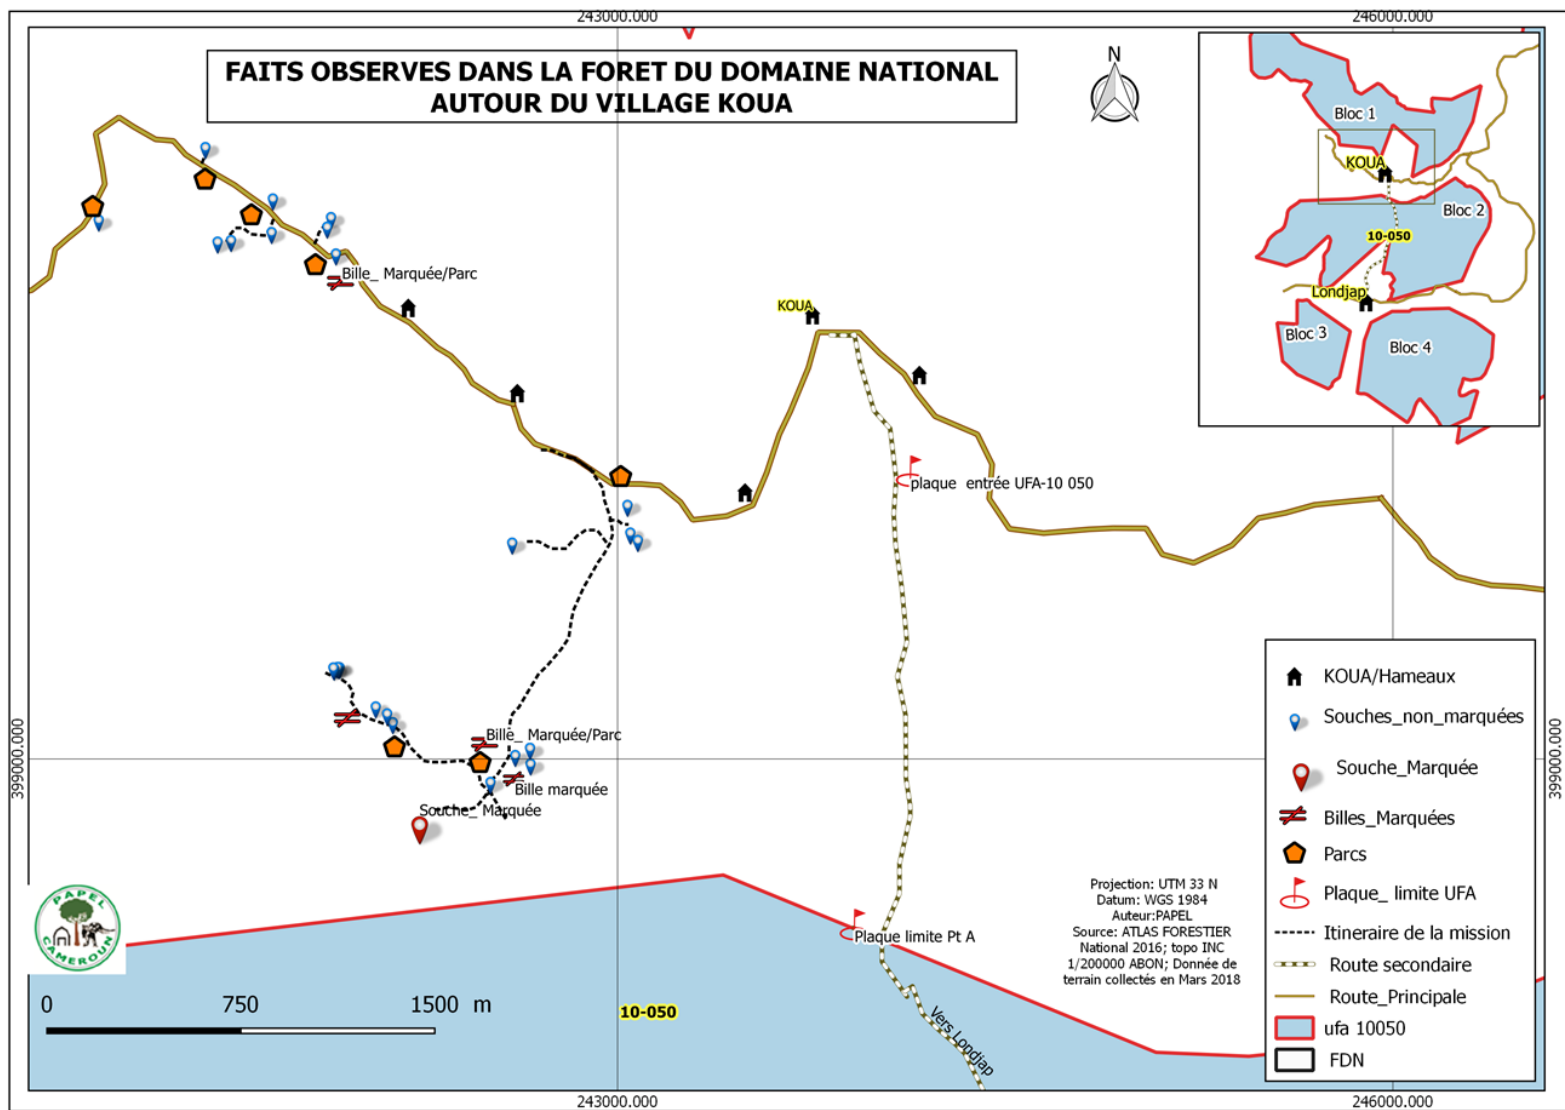 243000.000
246000.000
FAITS OBSERVES DANS LA FORET DU DOMAINE NATIONAL
AUTOUR DU VILLAGE KOUA
N
Bloc 1
KOUA
Bloc 2
10-050
Londjap
Bloc 3
Bloc 4
Bille_ Marquée/Parc
KOUA
plaque entrée UFA-10 050
Bille_ Marquée/Parc
Bille marquée
Souche_ Marquée
399000.000
399000.000
KOUA/Hameaux
Souches_non_marquées
Souche_Marquée
Billes_Marquées
Parcs
Plaque_ limite UFA
Itineraire de la mission
Route secondaire
Route_Principale
ufa 10050
FDN
Projection: UTM 33 N
Datum: WGS 1984
Auteur:PAPEL
Source: ATLAS FORESTIER
National 2016; topo INC
1/200000 ABON; Donnée de
terrain collectés en Mars 2018
Plaque limite Pt A
PAPEL
CAMEROUN
0 750 1500 m
10-050
Vers Londjap
243000.000
246000.000